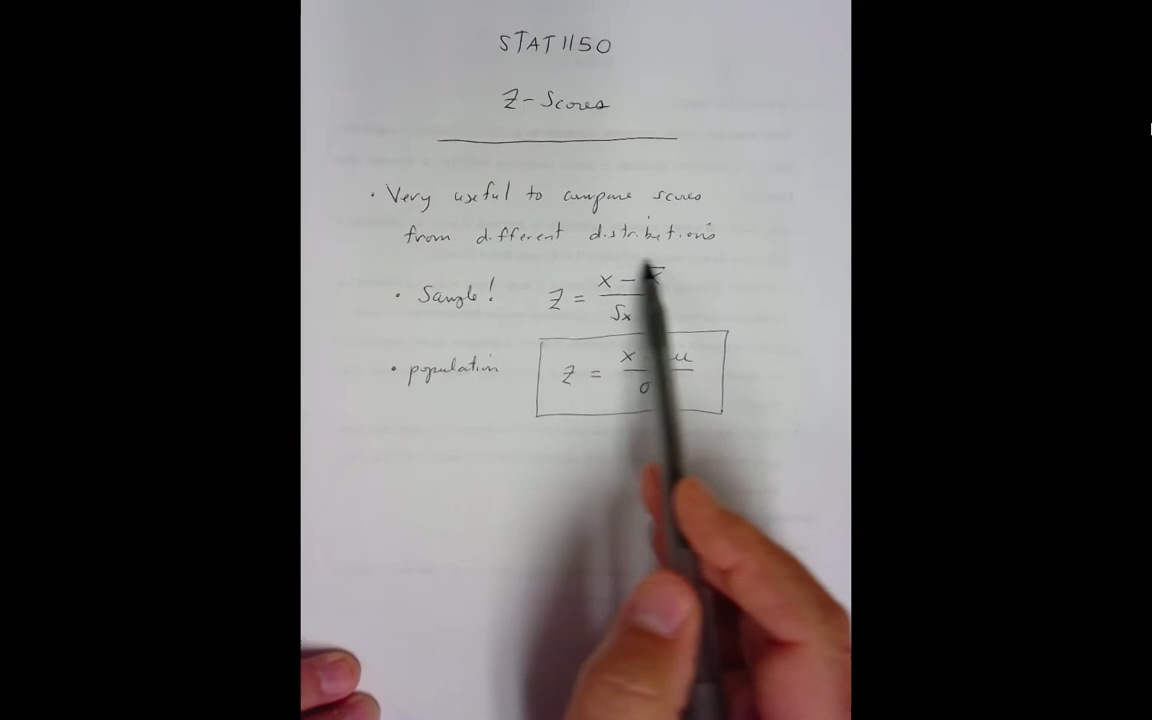 STAT 1150
Z-Scores
• Very useful to compare scores
from different distributions
• Sample! Z = (x - x̄) / Sx
• population Z = (x - μ) / σ